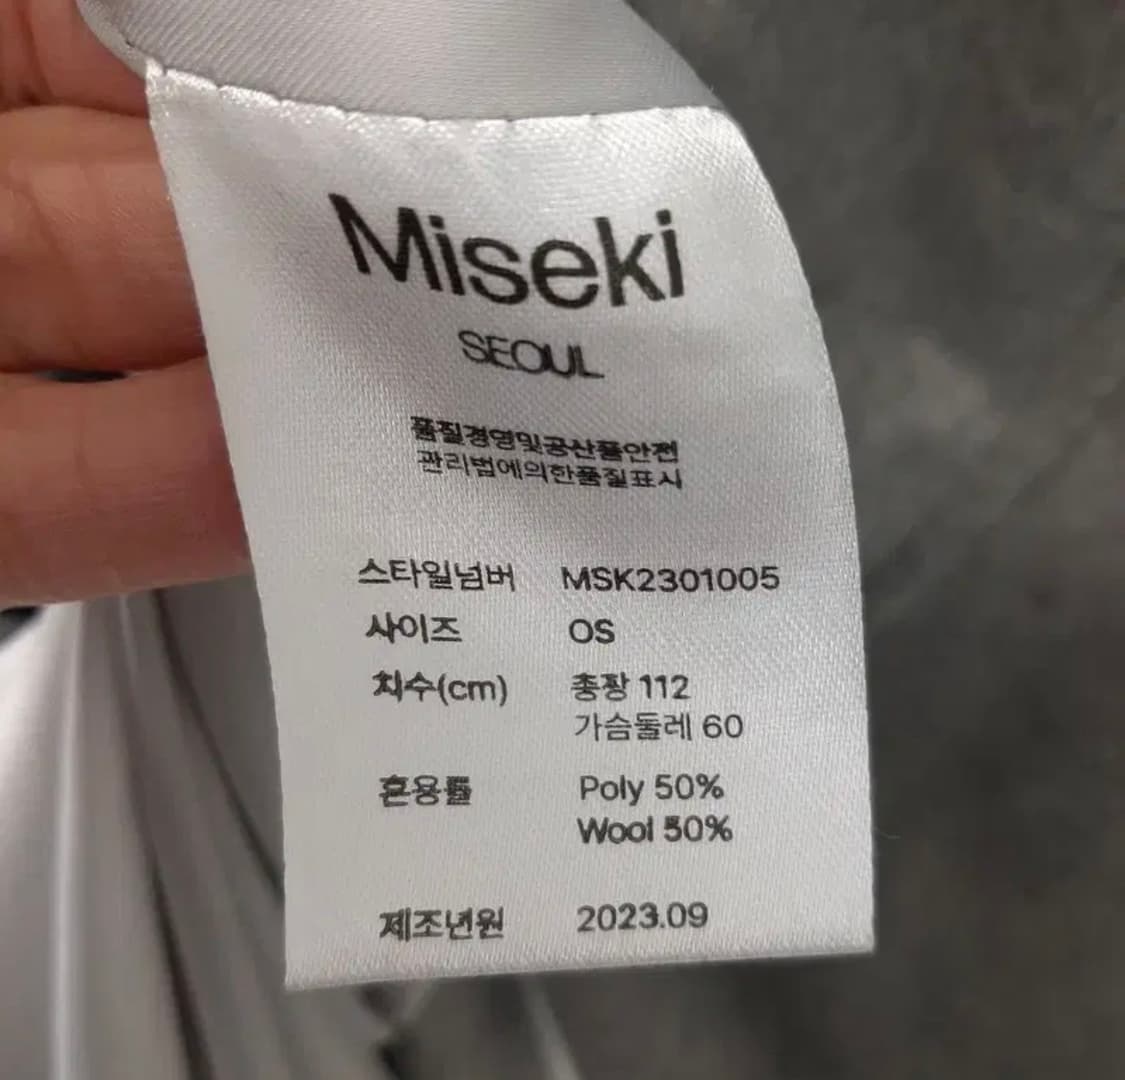 Miseki
SEOUL
품질경영및공산품안전
관리법에의한품질표시
스타일넘버 MSK2301005
사이즈 OS
치수(cm) 총장 112
가슴둘레 60
혼용률 Poly 50%
Wool 50%
제조년원 2023.09